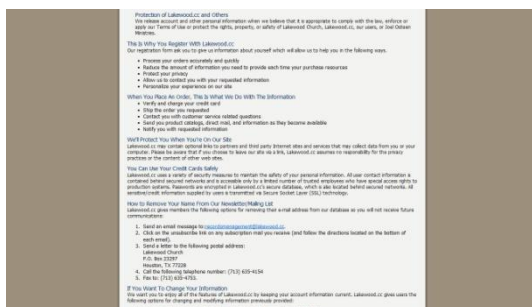 Protection of Lakewood.cc and Others
We release account and other personal information when we believe that it is appropriate to comply with the law, enforce or
apply our Terms of Use or protect the rights, property, or safety of Lakewood Church, Lakewood.cc, our users, or Joel Osteen
Ministries.
This Is Why You Register With Lakewood.cc
Our registration form ask you to give us information about yourself which will allow us to help you in the following ways.
• Process your orders accurately and quickly
• Reduce the amount of information you need to provide each time your purchase resources
• Protect your privacy
• Allow us to contact you with your requested information
• Personalize your experience on our site
When You Place An Order, This Is What We Do With The Information
• Verify and charge your credit card
• Ship the order you requested
• Contact you with customer service related questions
• Send you product catalogs, direct mail, and information as they become available
• Notify you with requested information
We'll Protect You When You're On Our Site
Lakewood.cc may contain optional links to partners and third party Internet sites and services that may collect data from you or your
computer. Please be aware that if you choose to leave our site via a link, Lakewood.cc assumes no responsibility for the privacy
practices or the content of other web sites.
You Can Use Your Credit Cards Safely
Lakewood.cc uses a variety of security measures to maintain the safety of your personal information. All user contact information is
contained behind secured networks and is accessible only by a limited number of trusted employees who have special access rights to
production systems. Passwords are encrypted in Lakewood.cc's secure database, which is also located behind secured networks. All
sensitive/credit information supplied by users is transmitted via Secure Socket Layer (SSL) technology.
How to Remove Your Name From Our Newsletter/Mailing List
Lakewood.cc gives members the following options for removing their e-mail address from our database so you will not receive future
communications:
1. Send an email message to recordsmanagement@lakewood.cc.
2. Click on the unsubscribe link on any subscription mail you receive (and follow the directions located on the bottom of
each email).
3. Send a letter to the following postal address:
Lakewood Church
P.O. Box 23297
Houston, TX 77228
4. Call the following telephone number: (713) 635-4154
5. Fax to: (713) 635-4703.
If You Want To Change Your Information
We want you to enjoy all of the features of Lakewood.cc by keeping your account information current. Lakewood.cc gives users the
following options for changing and modifying information previously provided: